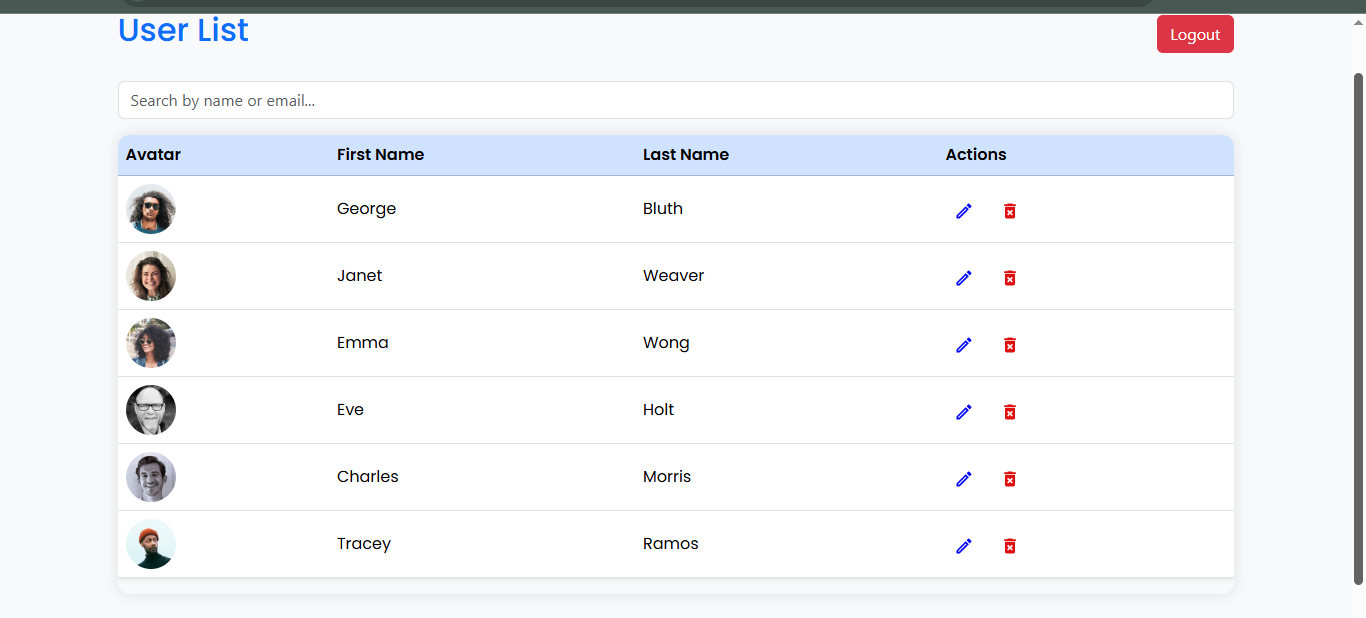 User List
Logout
Search by name or email...
Avatar First Name Last Name Actions
George Bluth
Janet Weaver
Emma Wong
Eve Holt
Charles Morris
Tracey Ramos